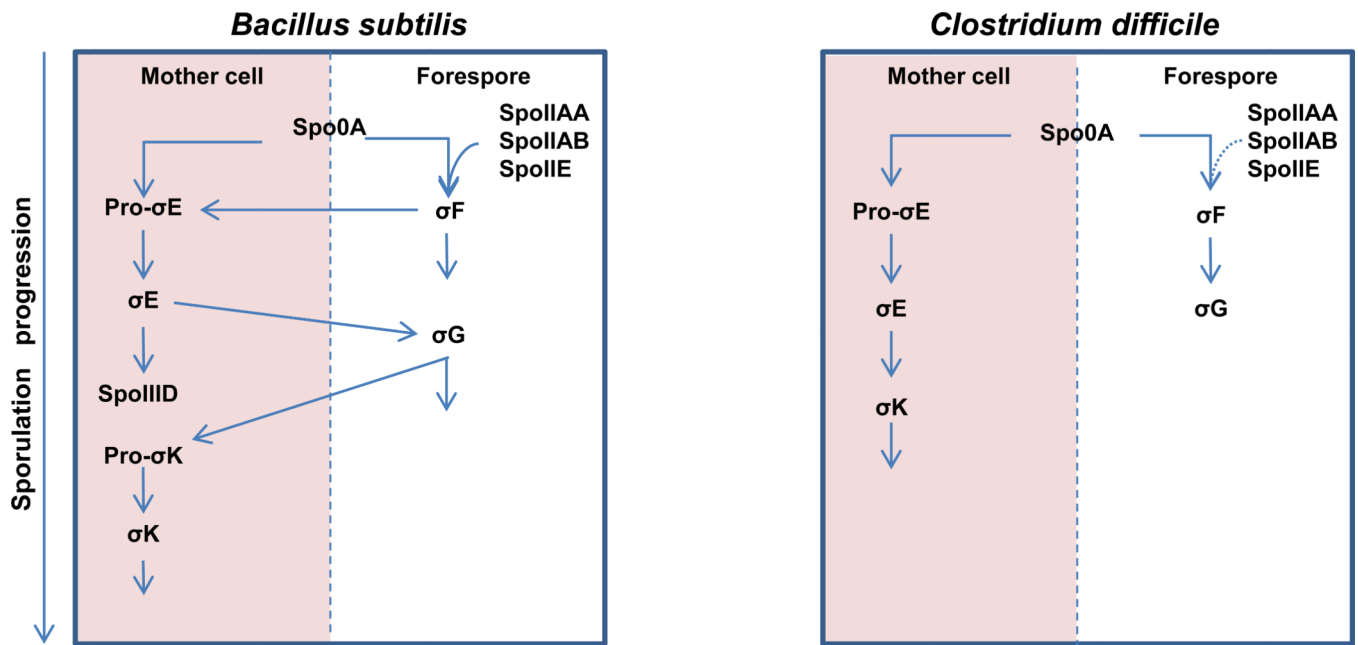 Bacillus subtilis
Mother cell
Forespore
SpoIIAA
SpoIIAB
SpoIIE
Spo0A
Pro-σE
σF
σE
σG
SpoIIID
Pro-σK
σK
Sporulation progression
Clostridium difficile
Mother cell
Forespore
SpoIIAA
SpoIIAB
SpoIIE
Spo0A
Pro-σE
σF
σE
σG
σK